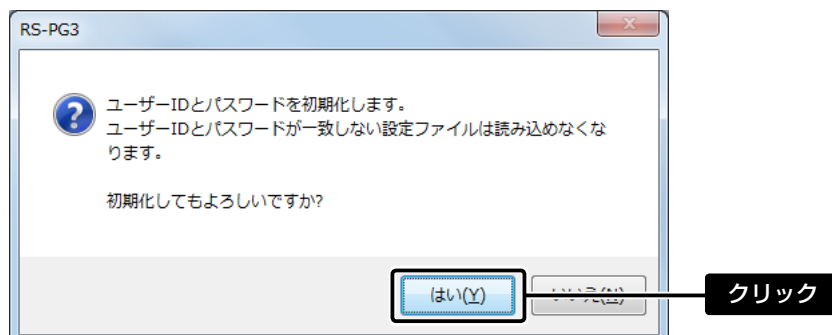 RS-PG3
ユーザーIDとパスワードを初期化します。
ユーザーIDとパスワードが一致しない設定ファイルは読み込めなくな
ります。
初期化してもよろしいですか?
はい(Y)
いいえ(N)
クリック